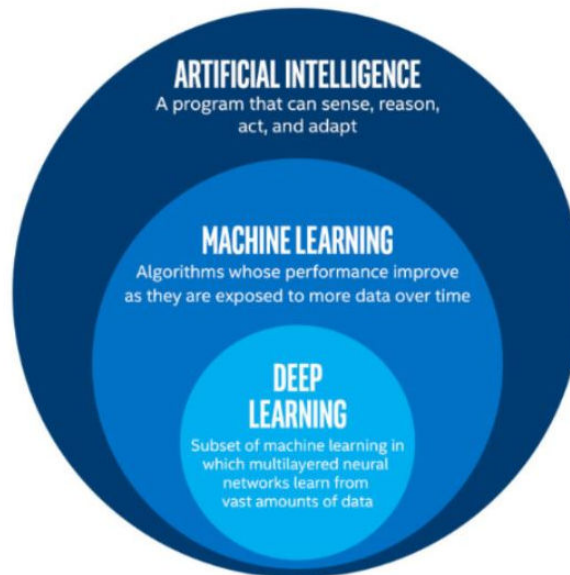 ARTIFICIAL INTELLIGENCE
A program that can sense, reason,
act, and adapt
MACHINE LEARNING
Algorithms whose performance improve
as they are exposed to more data over time
DEEP
LEARNING
Subset of machine learning in
which multilayered neural
networks learn from
vast amounts of data